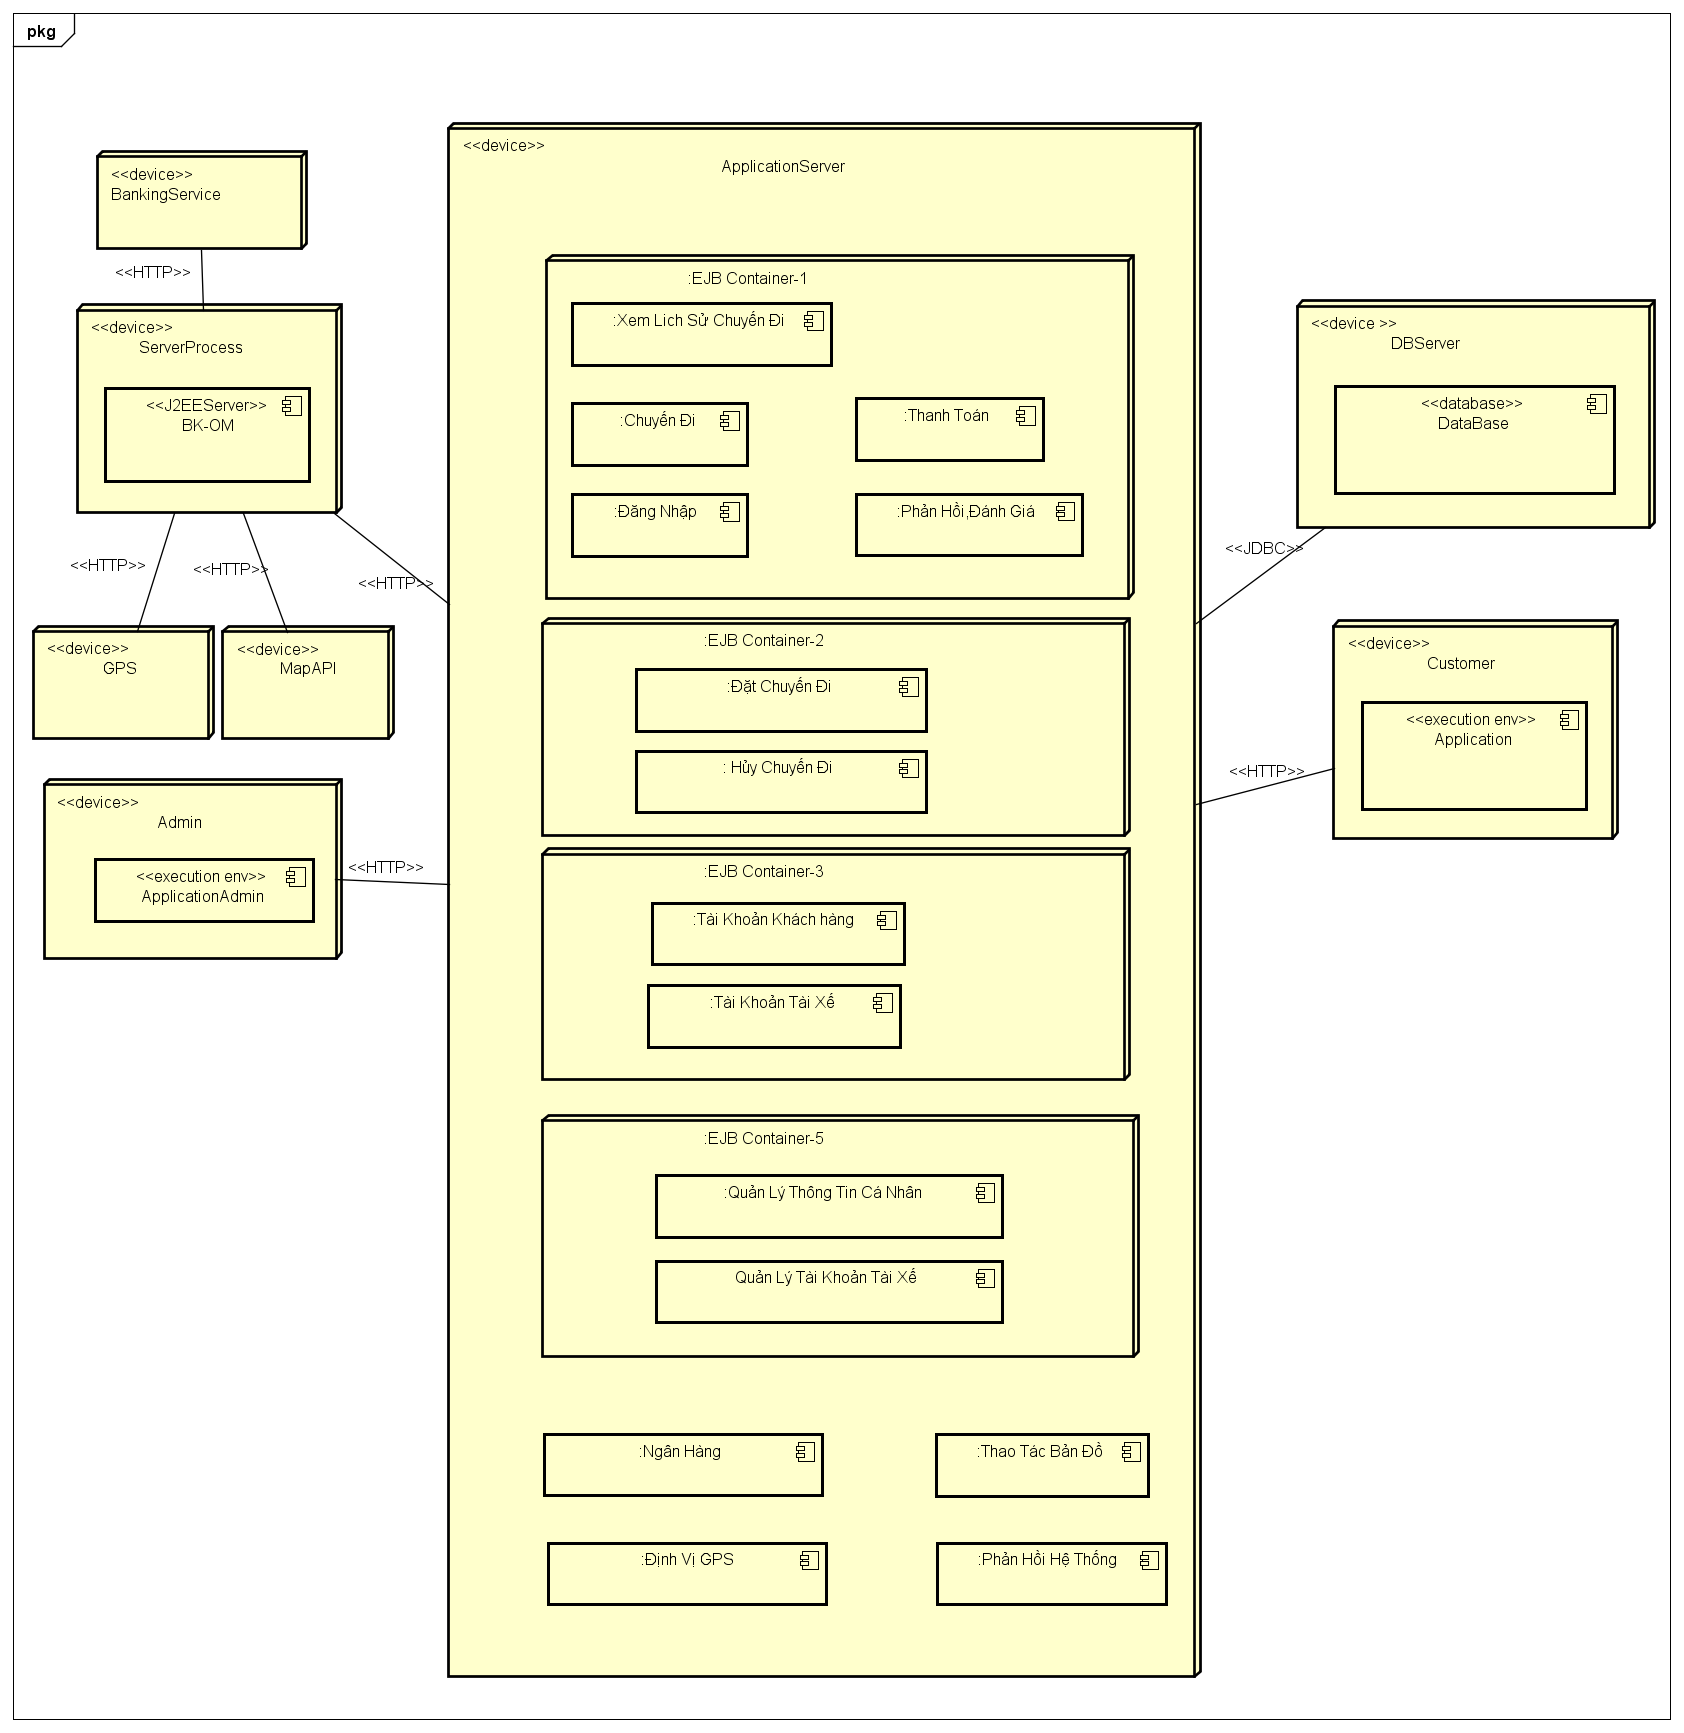 pkg
<<device>>
BankingService
<<HTTP>>
<<device>>
ServerProcess
<<J2EEServer>>
BK-OM
<<HTTP>>
<<HTTP>>
<<HTTP>>
<<device>>
GPS
<<device>>
MapAPI
<<device>>
Admin
<<execution env>>
ApplicationAdmin
<<HTTP>>
<<device>>
ApplicationServer
:EJB Container-1
:Xem Lich Sử Chuyến Đi
:Chuyến Đi
:Thanh Toán
:Đăng Nhập
:Phản Hồi,Đánh Giá
:EJB Container-2
:Đặt Chuyến Đi
: Hủy Chuyến Đi
:EJB Container-3
:Tài Khoản Khách hàng
:Tài Khoản Tài Xế
:EJB Container-5
:Quản Lý Thông Tin Cá Nhân
Quản Lý Tài Khoản Tài Xế
:Ngân Hàng
:Thao Tác Bản Đồ
:Định Vị GPS
:Phản Hồi Hệ Thống
<<device >>
DBServer
<<database>>
DataBase
<<JDBC>>
<<device>>
Customer
<<execution env>>
Application
<<HTTP>>